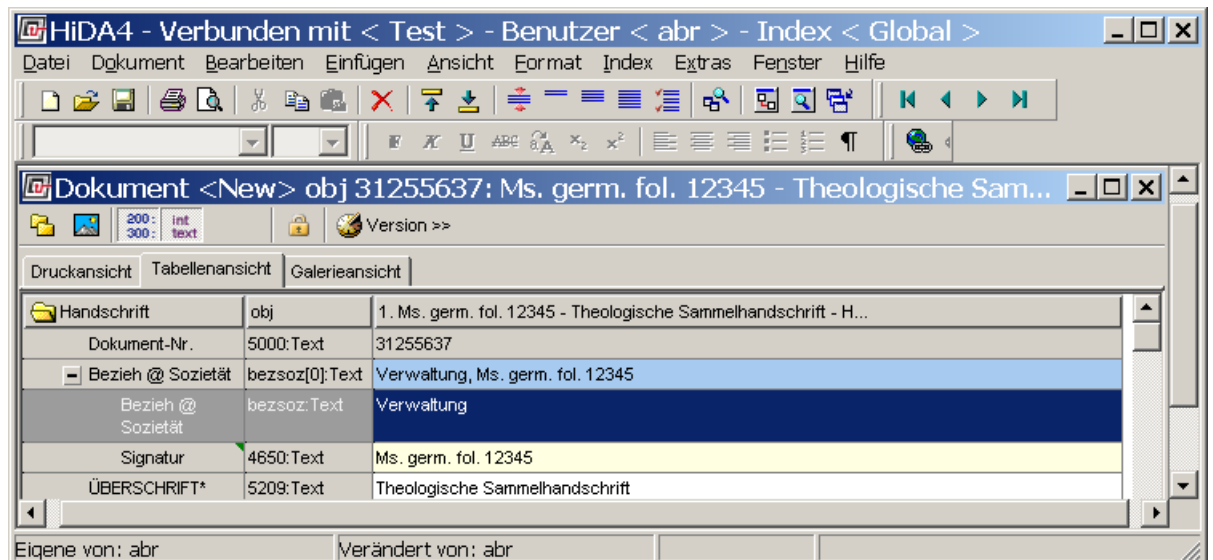 HiDA4 - Verbunden mit < Test > - Benutzer < abr > - Index < Global >
Datei Dokument Bearbeiten Einfügen Ansicht Format Index Extras Fenster Hilfe
F K U ABC A x2 x² ¶
Dokument <New> obj 31255637: Ms. germ. fol. 12345 - Theologische Sam...
200: 300: int text Version >>
Druckansicht Tabellenansicht Galerieansicht
Handschrift obj 1. Ms. germ. fol. 12345 - Theologische Sammelhandschrift - H...
Dokument-Nr. 5000:Text 31255637
Bezieh @ Sozietät bezsoz[0]:Text Verwaltung, Ms. germ. fol. 12345
Bezieh @ Sozietät bezsoz:Text Verwaltung
Signatur 4650:Text Ms. germ. fol. 12345
ÜBERSCHRIFT* 5209:Text Theologische Sammelhandschrift
Eigene von: abr Verändert von: abr